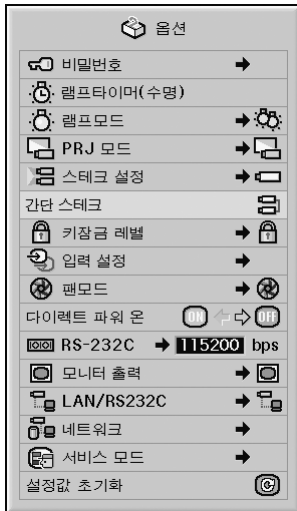 옵션
비밀번호
램프타이머(수명)
램프모드
PRJ 모드
스테크 설정
간단 스테크
키잠금 레벨
입력 설정
팬모드
다이렉트 파워 온 ON OFF
RS-232C 115200 bps
모니터 출력
LAN/RS232C
네트워크
서비스 모드
설정값 초기화